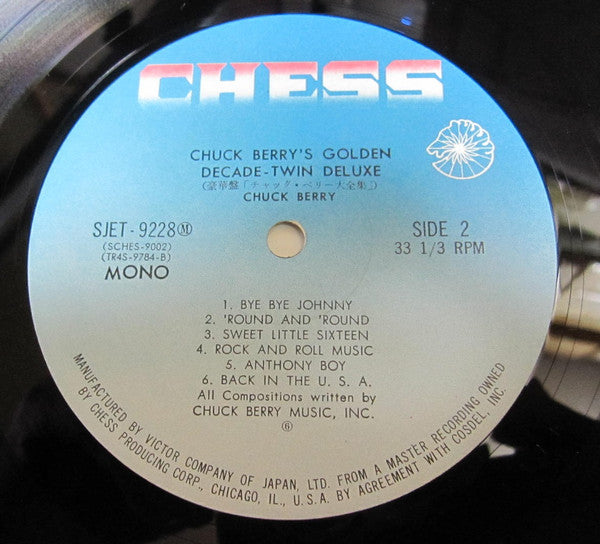 CHESS
CHUCK BERRY'S GOLDEN
DECADE-TWIN DELUXE
(豪華盤「チャック・ベリー大全集」)
CHUCK BERRY
SJET-9228Ⓜ
(SCHES-9002)
(TR4S-9784-B)
MONO
SIDE 2
33 1/3 RPM
1. BYE BYE JOHNNY
2. 'ROUND AND 'ROUND
3. SWEET LITTLE SIXTEEN
4. ROCK AND ROLL MUSIC
5. ANTHONY BOY
6. BACK IN THE U. S. A.
All Compositions written by
CHUCK BERRY MUSIC, INC.
⑥
MANUFACTURED BY VICTOR COMPANY OF JAPAN, LTD. FROM A MASTER RECORDING OWNED
BY CHESS PRODUCING CORP., CHICAGO, IL., U.S.A. BY AGREEMENT WITH COSDEL, INC.